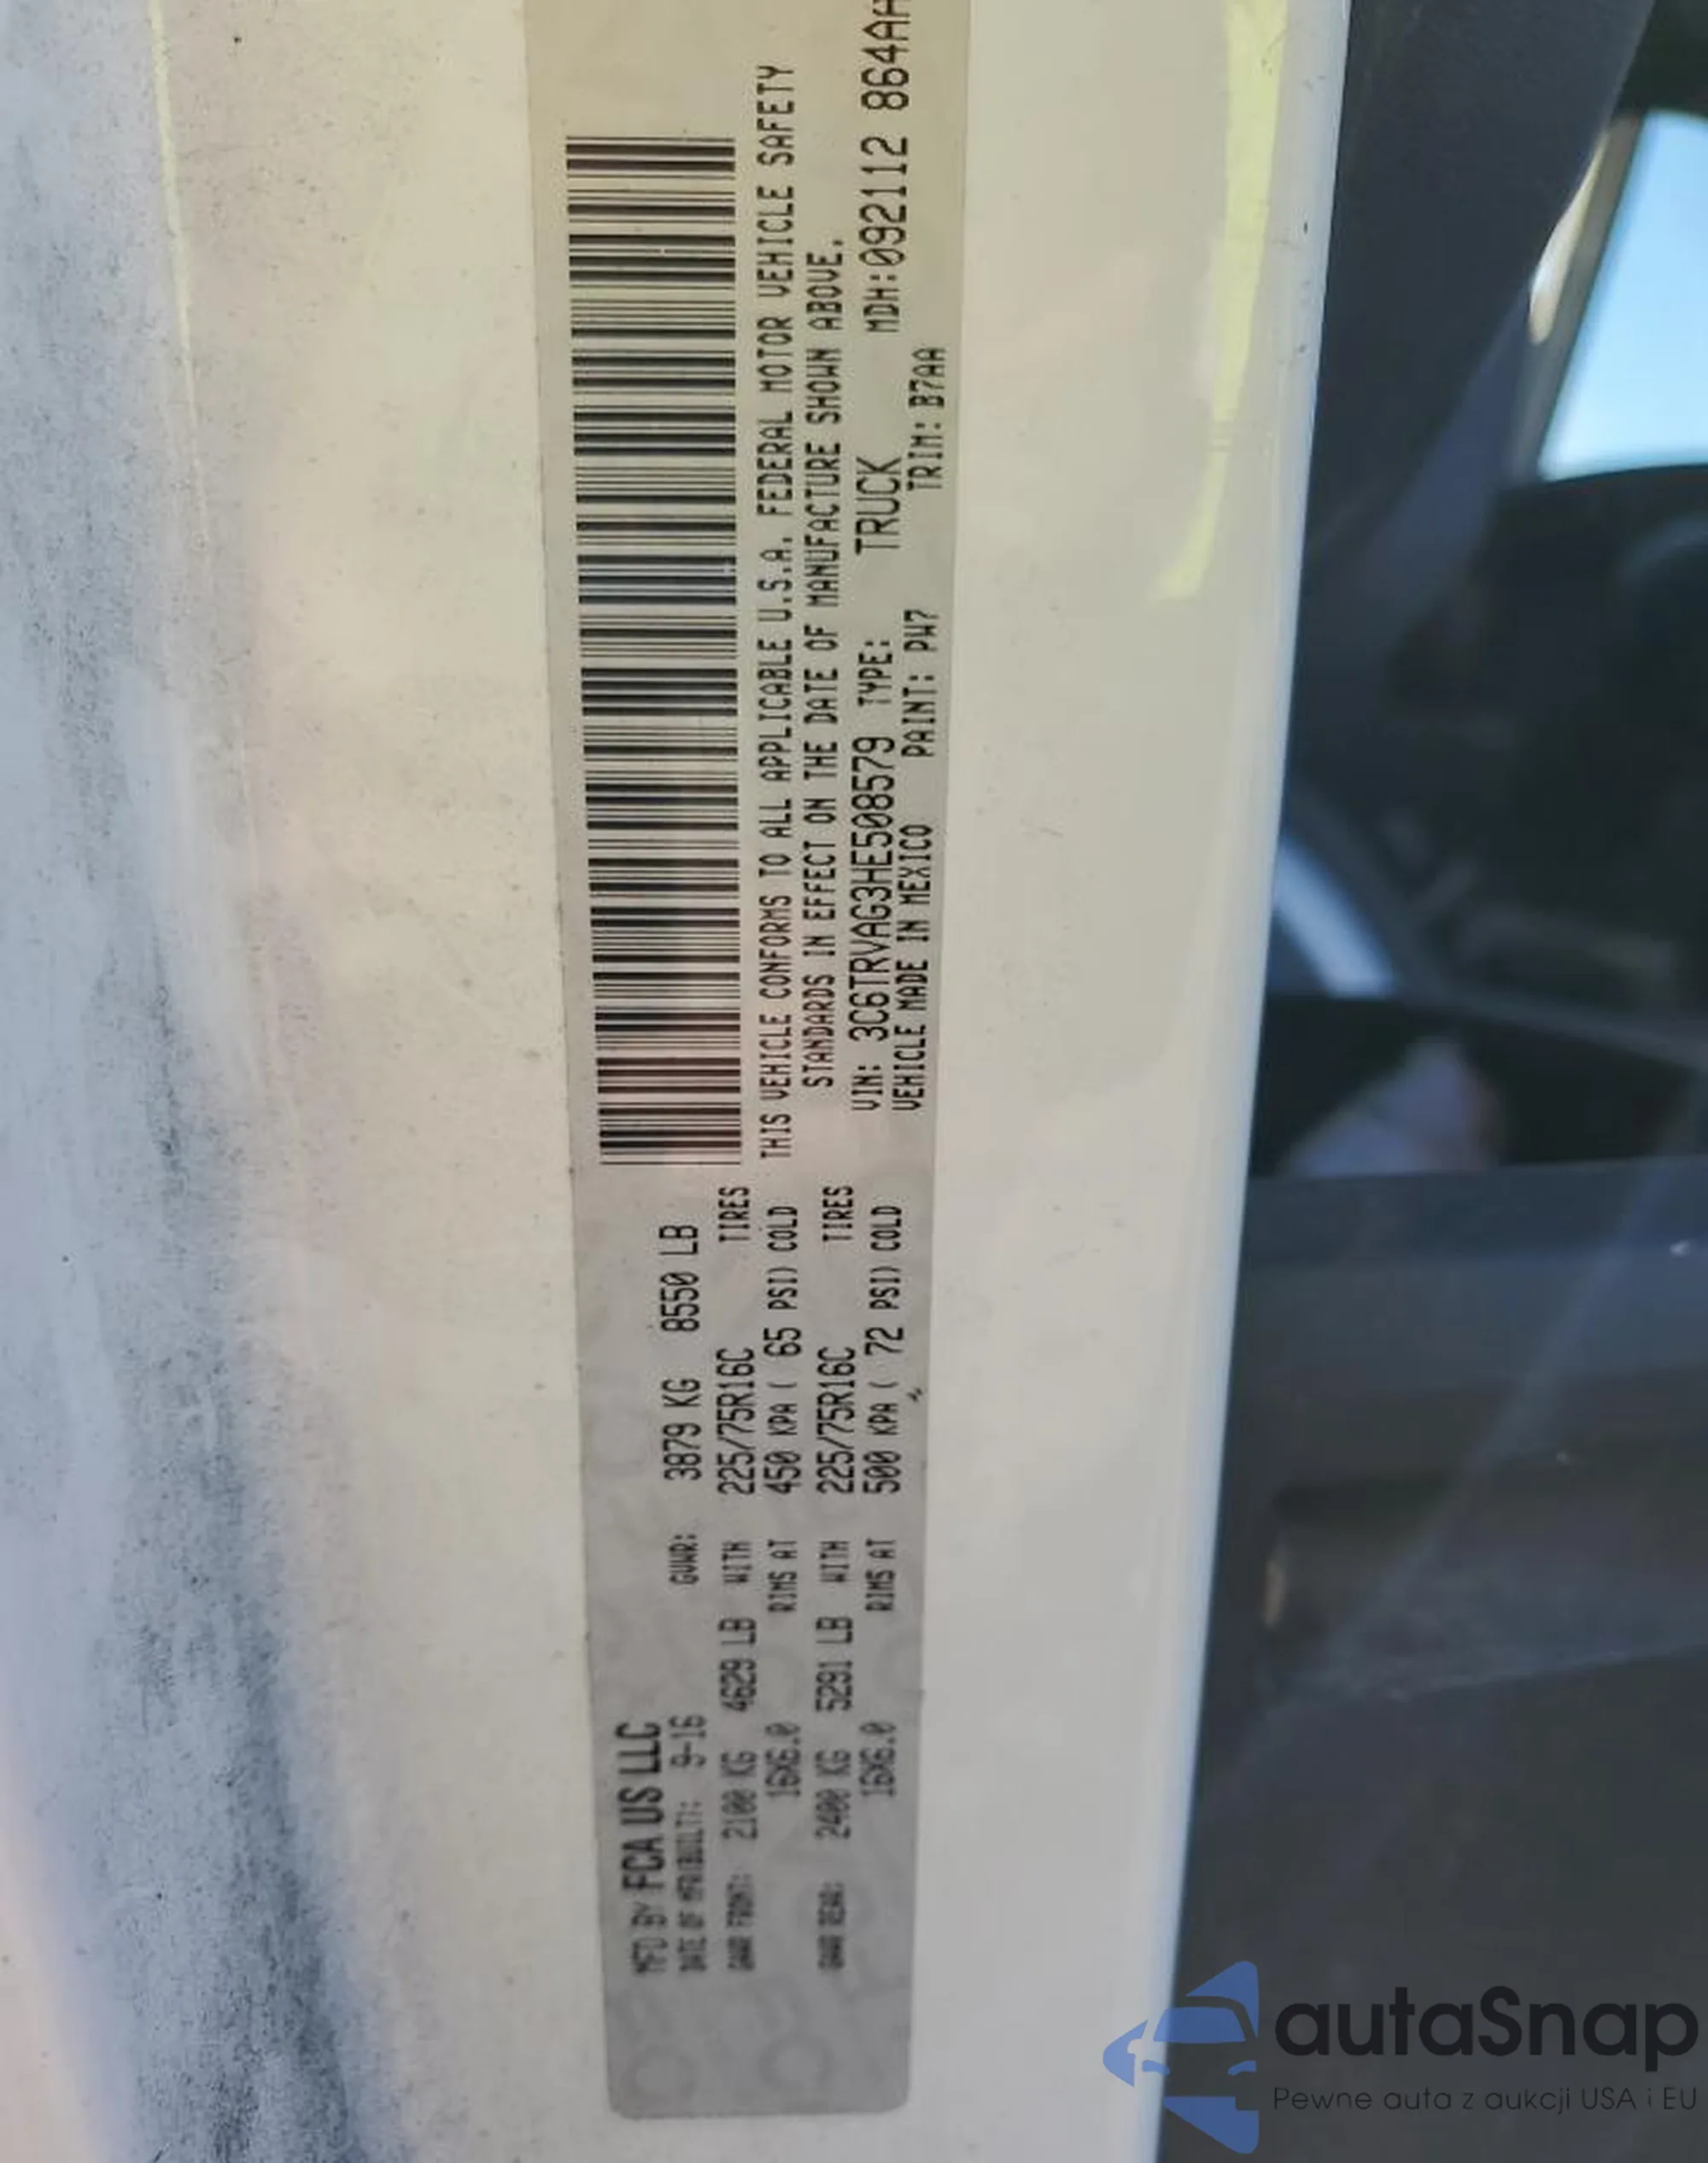 MFD BY FCA US LLC
DATE OF MFR(BUILT): 9-16 GVWR: 3879 KG 8550 LB
GAWR FRONT: 2100 KG 4629 LB WITH 225/75R16C TIRES
16X6.0 RIMS AT 450 KPA ( 65 PSI) COLD
GAWR REAR: 2400 KG 5291 LB WITH 225/75R16C TIRES
16X6.0 RIMS AT 500 KPA ( 72 PSI) COLD
THIS VEHICLE CONFORMS TO ALL APPLICABLE U.S.A. FEDERAL MOTOR VEHICLE SAFETY
STANDARDS IN EFFECT ON THE DATE OF MANUFACTURE SHOWN ABOVE.
VIN: 3C6TRVAG3HE508579 TYPE: TRUCK MDH:092112 864AA
VEHICLE MADE IN MEXICO PAINT: PW7 TRIM: B7AA
autaSnap
Pewne auta z aukcji USA i EU